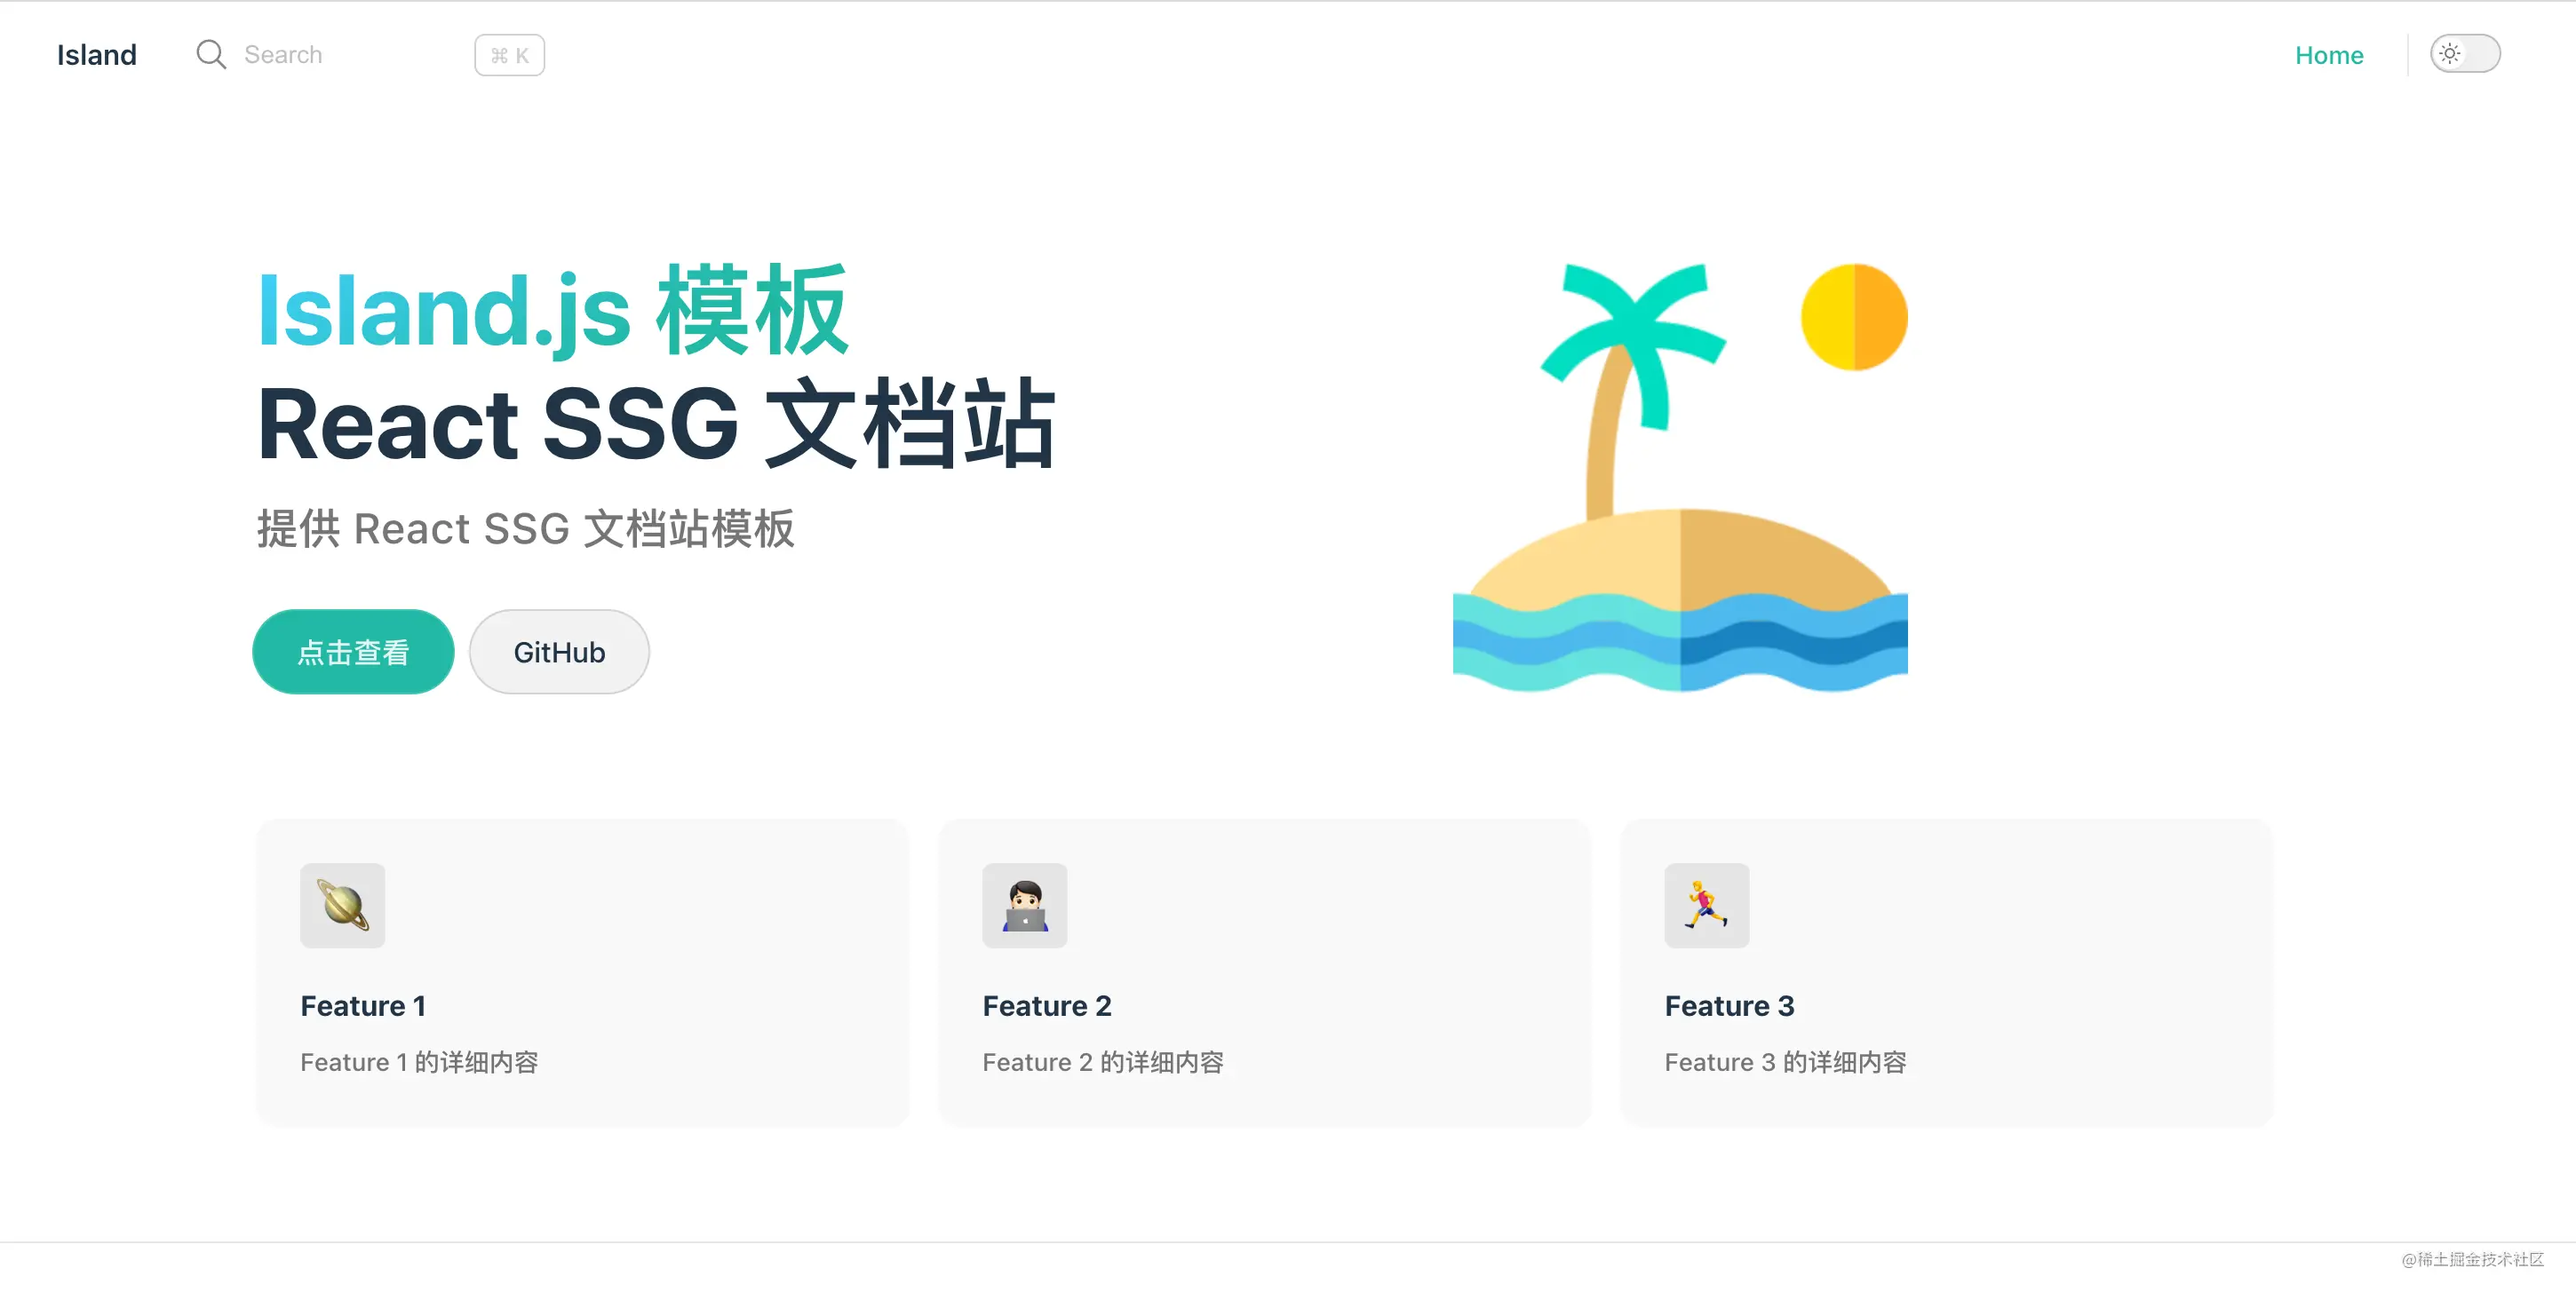 Island
Search
⌘ K
Home
Island.js 模板
React SSG 文档站
提供 React SSG 文档站模板
点击查看
GitHub
Feature 1
Feature 1 的详细内容
Feature 2
Feature 2 的详细内容
Feature 3
Feature 3 的详细内容
@稀土掘金技术社区